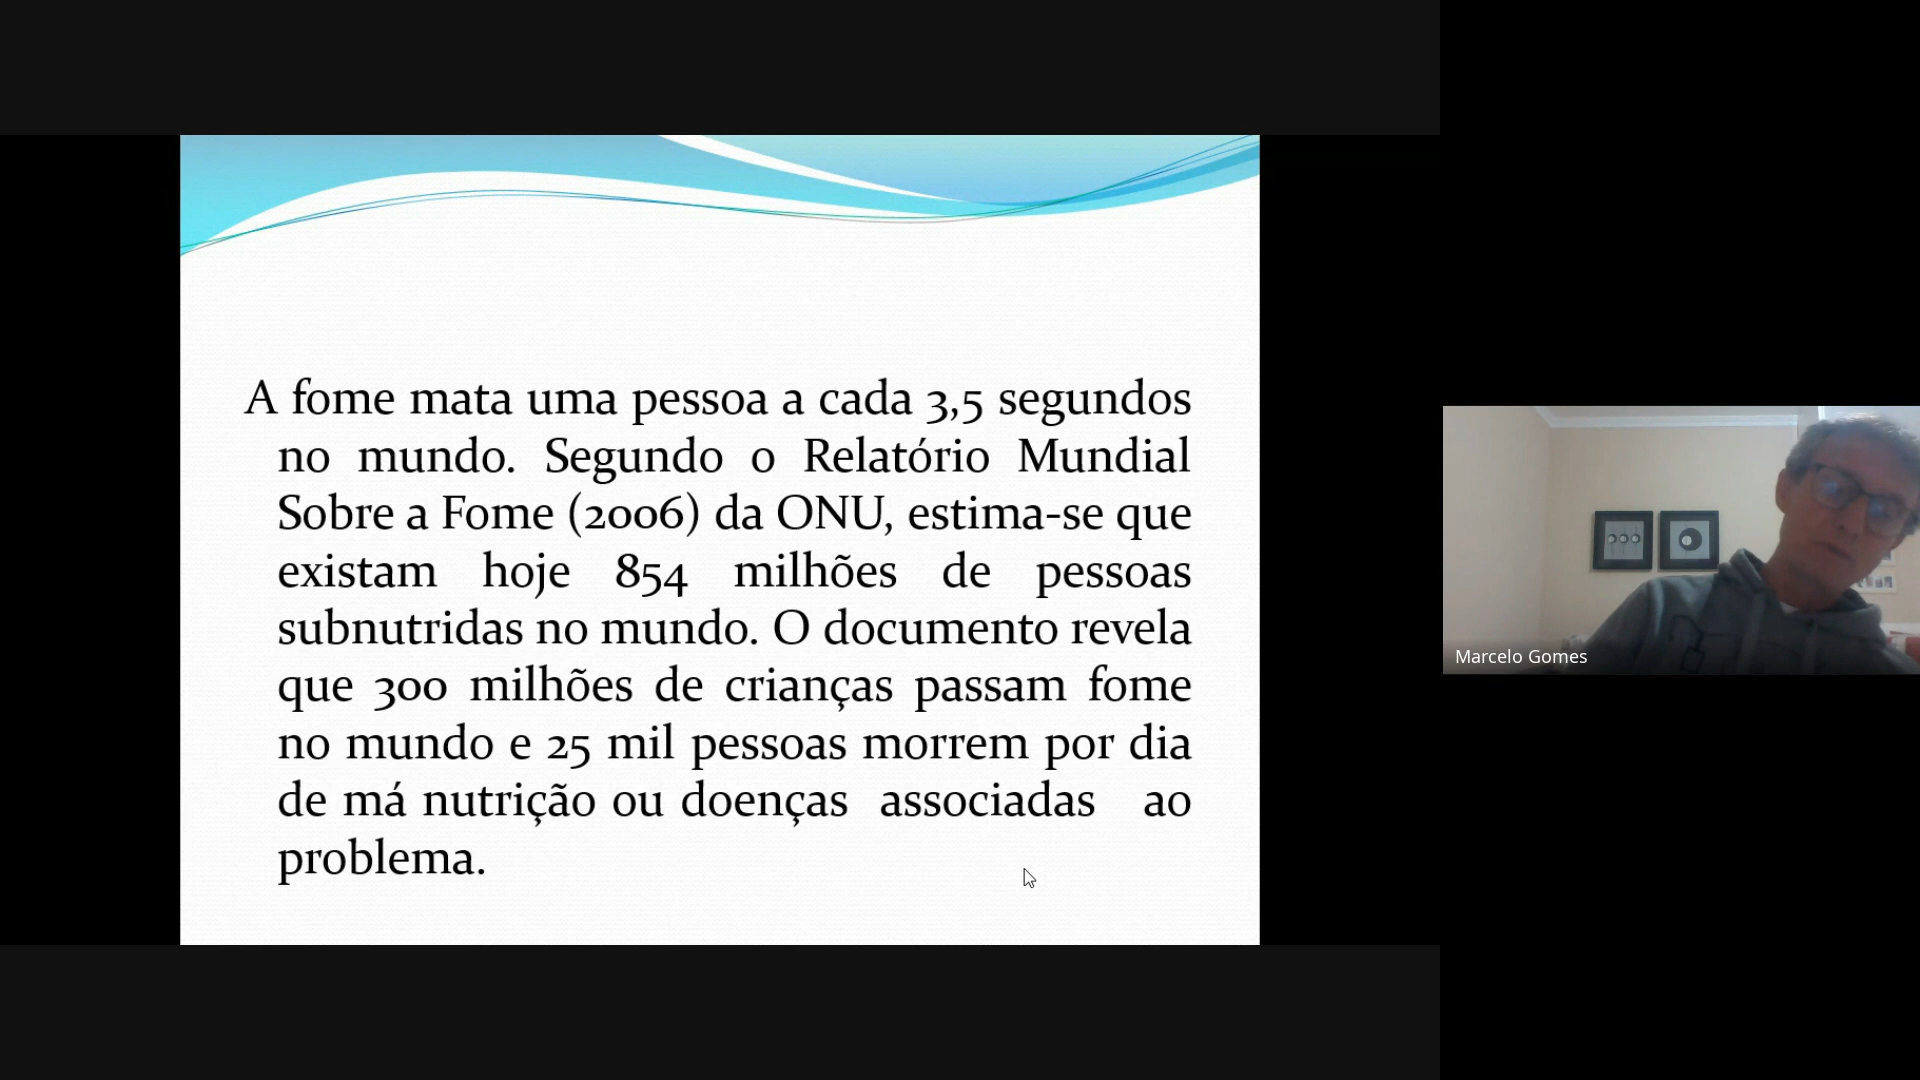 A fome mata uma pessoa a cada 3,5 segundos
no mundo. Segundo o Relatório Mundial
Sobre a Fome (2006) da ONU, estima-se que
existam hoje 854 milhões de pessoas
subnutridas no mundo. O documento revela
que 300 milhões de crianças passam fome
no mundo e 25 mil pessoas morrem por dia
de má nutrição ou doenças associadas ao
problema.
Marcelo Gomes